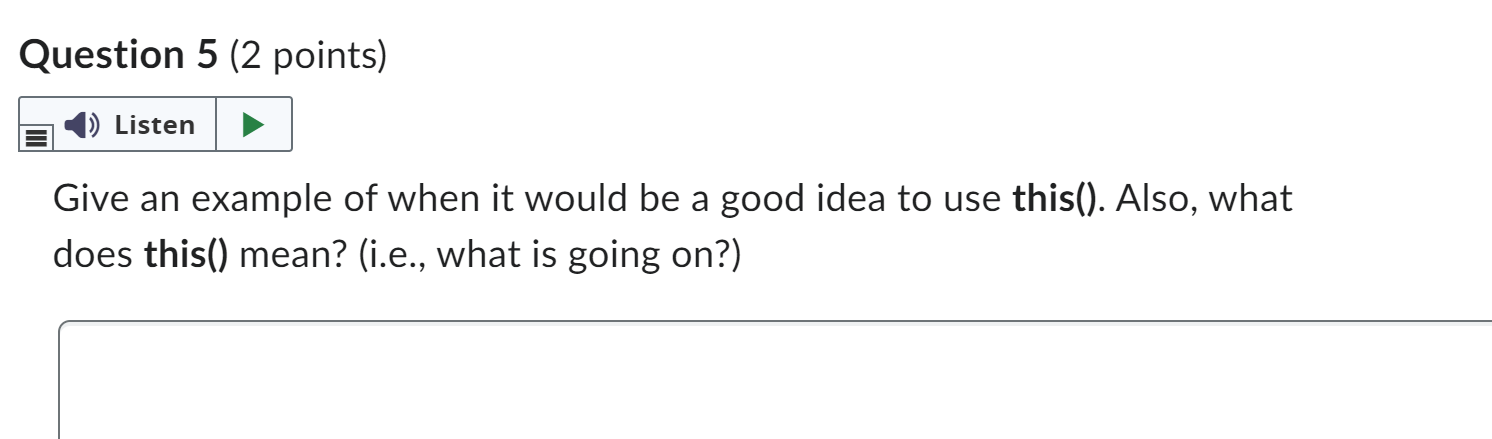 Question 5 (2 points)
Listen
Give an example of when it would be a good idea to use this(). Also, what
does this() mean? (i.e., what is going on?)